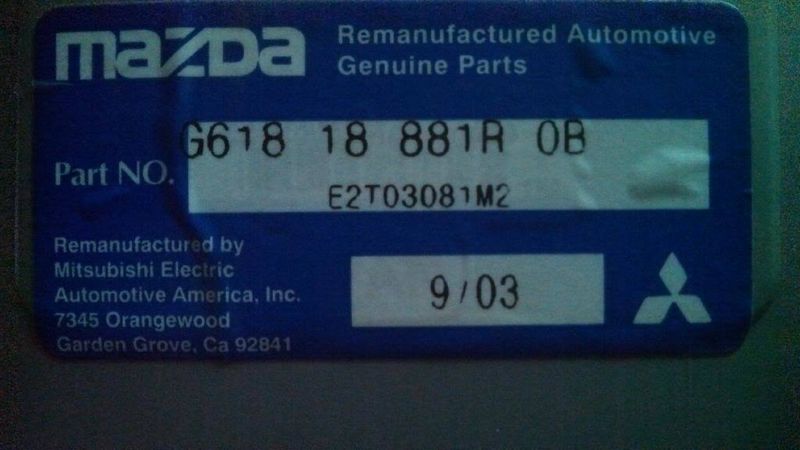 mazDa
Remanufactured Automotive
Genuine Parts
Part NO.
G618 18 881R 0B
E2T03081M2
Remanufactured by
Mitsubishi Electric
Automotive America, Inc.
7345 Orangewood
Garden Grove, Ca 92841
9/03